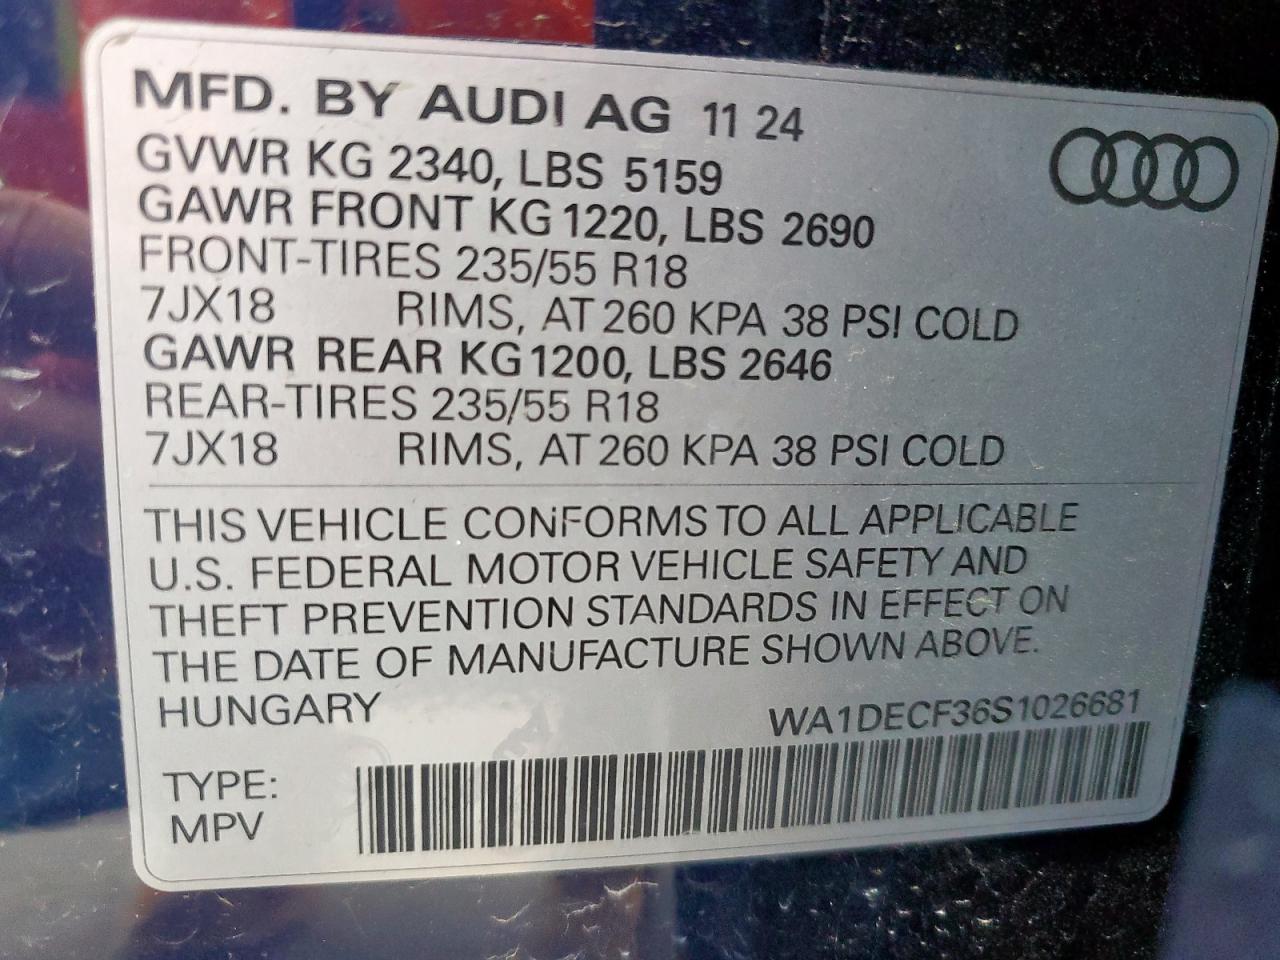 MFD. BY AUDI AG 11 24
GVWR KG 2340, LBS 5159
GAWR FRONT KG 1220, LBS 2690
FRONT-TIRES 235/55 R18
7JX18 RIMS, AT 260 KPA 38 PSI COLD
GAWR REAR KG 1200, LBS 2646
REAR-TIRES 235/55 R18
7JX18 RIMS, AT 260 KPA 38 PSI COLD
THIS VEHICLE CONFORMS TO ALL APPLICABLE
U.S. FEDERAL MOTOR VEHICLE SAFETY AND
THEFT PREVENTION STANDARDS IN EFFECT ON
THE DATE OF MANUFACTURE SHOWN ABOVE.
HUNGARY
WA1DECF36S1026681
TYPE:
MPV